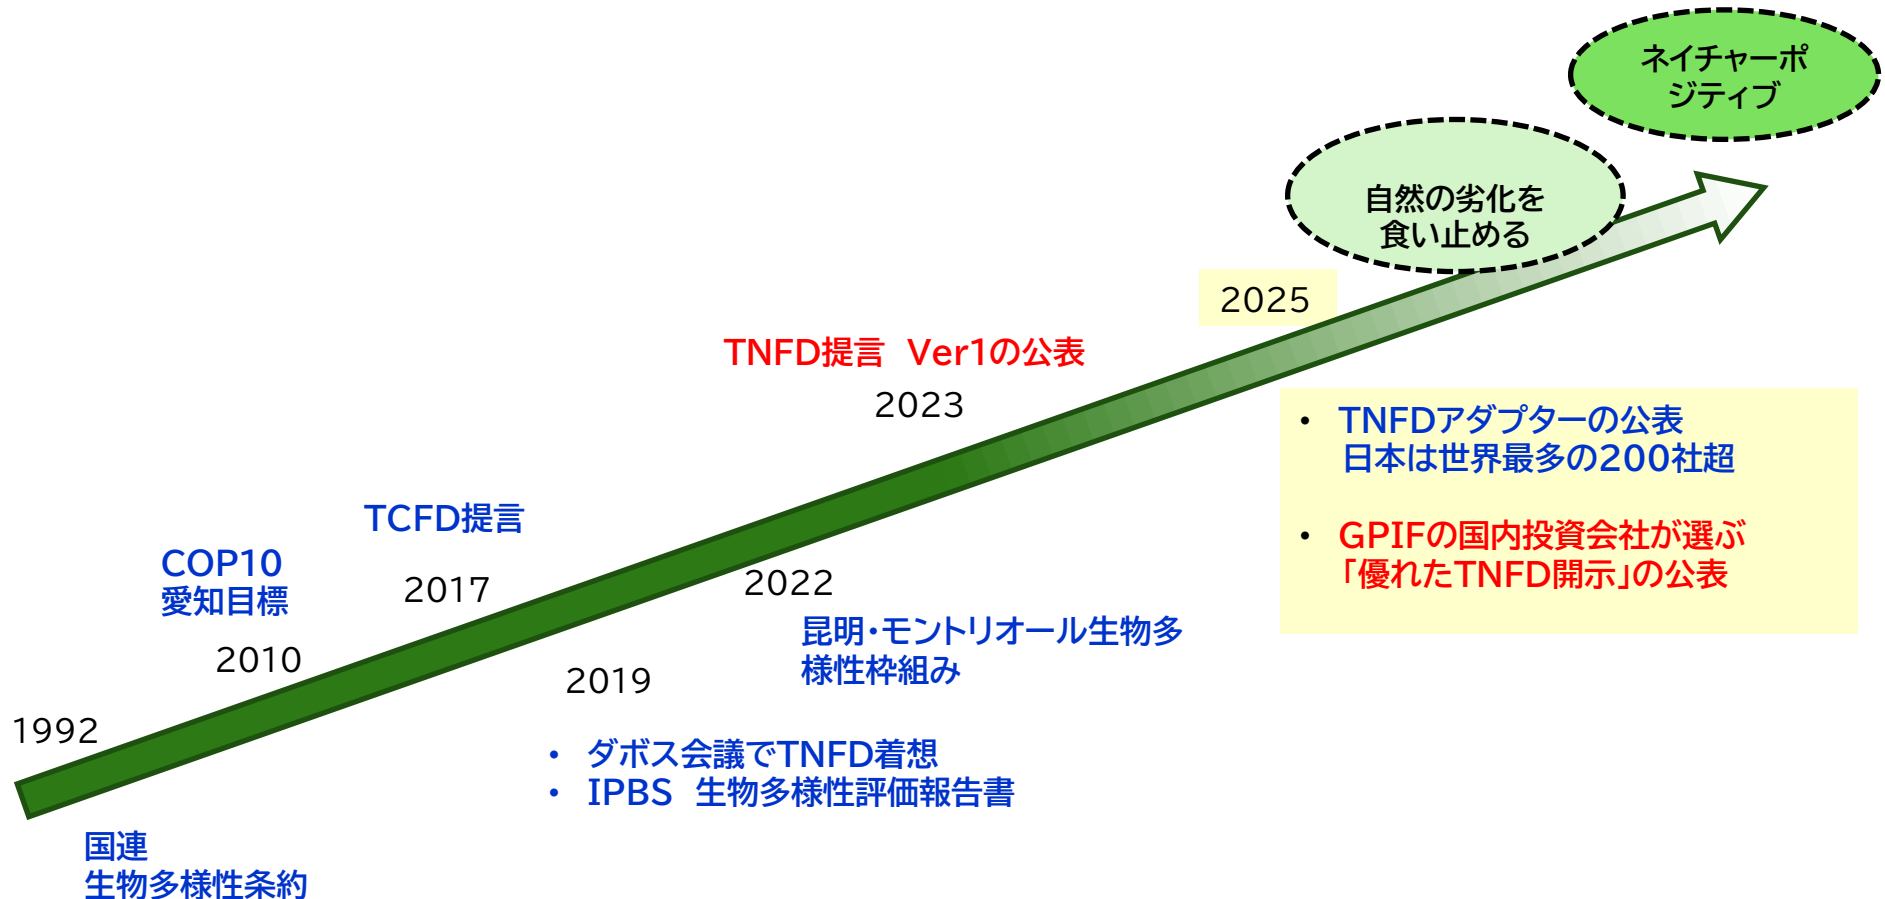 ネイチャーポ
ジティブ
自然の劣化を
食い止める
2025
TNFD提言　Ver1の公表
2023
• TNFDアダプターの公表
日本は世界最多の200社超
• GPIFの国内投資会社が選ぶ
「優れたTNFD開示」の公表
TCFD提言
2017
COP10
愛知目標
2010
2022
昆明・モントリオール生物多
様性枠組み
2019
• ダボス会議でTNFD着想
• IPBS　生物多様性評価報告書
1992
国連
生物多様性条約